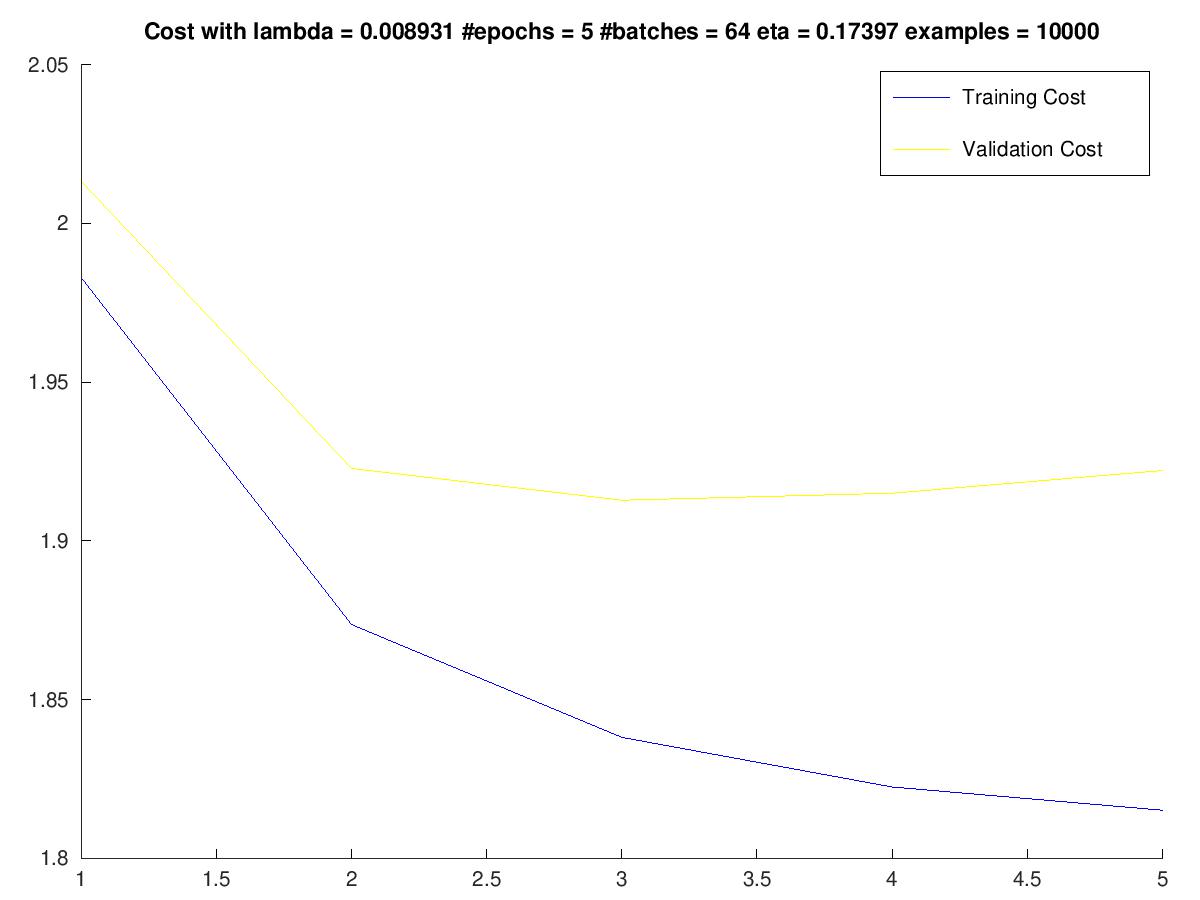 Cost with lambda = 0.008931 #epochs = 5 #batches = 64 eta = 0.17397 examples = 10000
2.05
Training Cost
Validation Cost
2
1.95
1.9
1.85
1.8
1 1.5 2 2.5 3 3.5 4 4.5 5